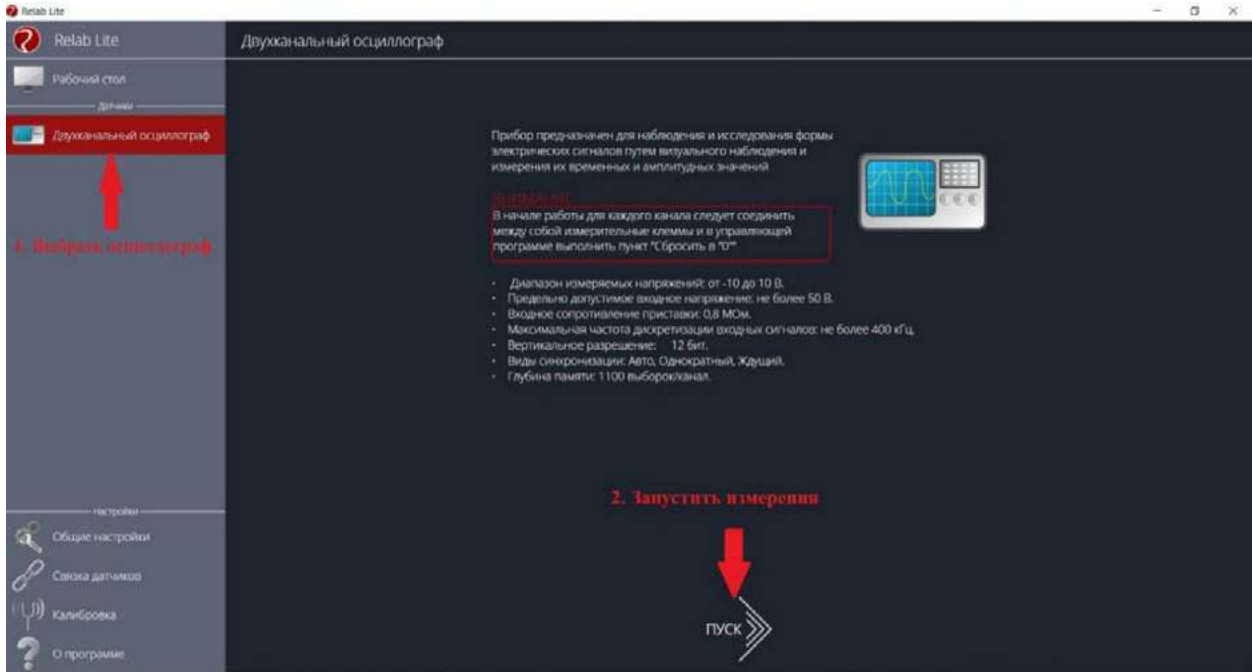 Relab Lite
Relab Lite
Двухканальный осциллограф
Рабочий стол
Датчики
Двухканальный осциллограф
1. Выбрать осциллограф
Прибор предназначен для наблюдения и исследования формы
электрических сигналов путем визуального наблюдения и
измерения их временных и амплитудных значений
ВНИМАНИЕ
В начале работы для каждого канала следует соединить
между собой измерительные клеммы и в управляющей
программе выполнить пункт "Сбросить в "0""
• Диапазон измеряемых напряжений: от -10 до 10 В.
• Предельно допустимое входное напряжение: не более 50 В.
• Входное сопротивление приставки: 0,8 МОм.
• Максимальная частота дискретизации входных сигналов: не более 400 кГц.
• Вертикальное разрешение: 12 бит.
• Виды синхронизации: Авто, Однократный, Ждущий.
• Глубина памяти: 1100 выборок/канал.
2. Запустить измерения
ПУСК
Настройки
Общие настройки
Связка датчиков
Калибровка
О программе